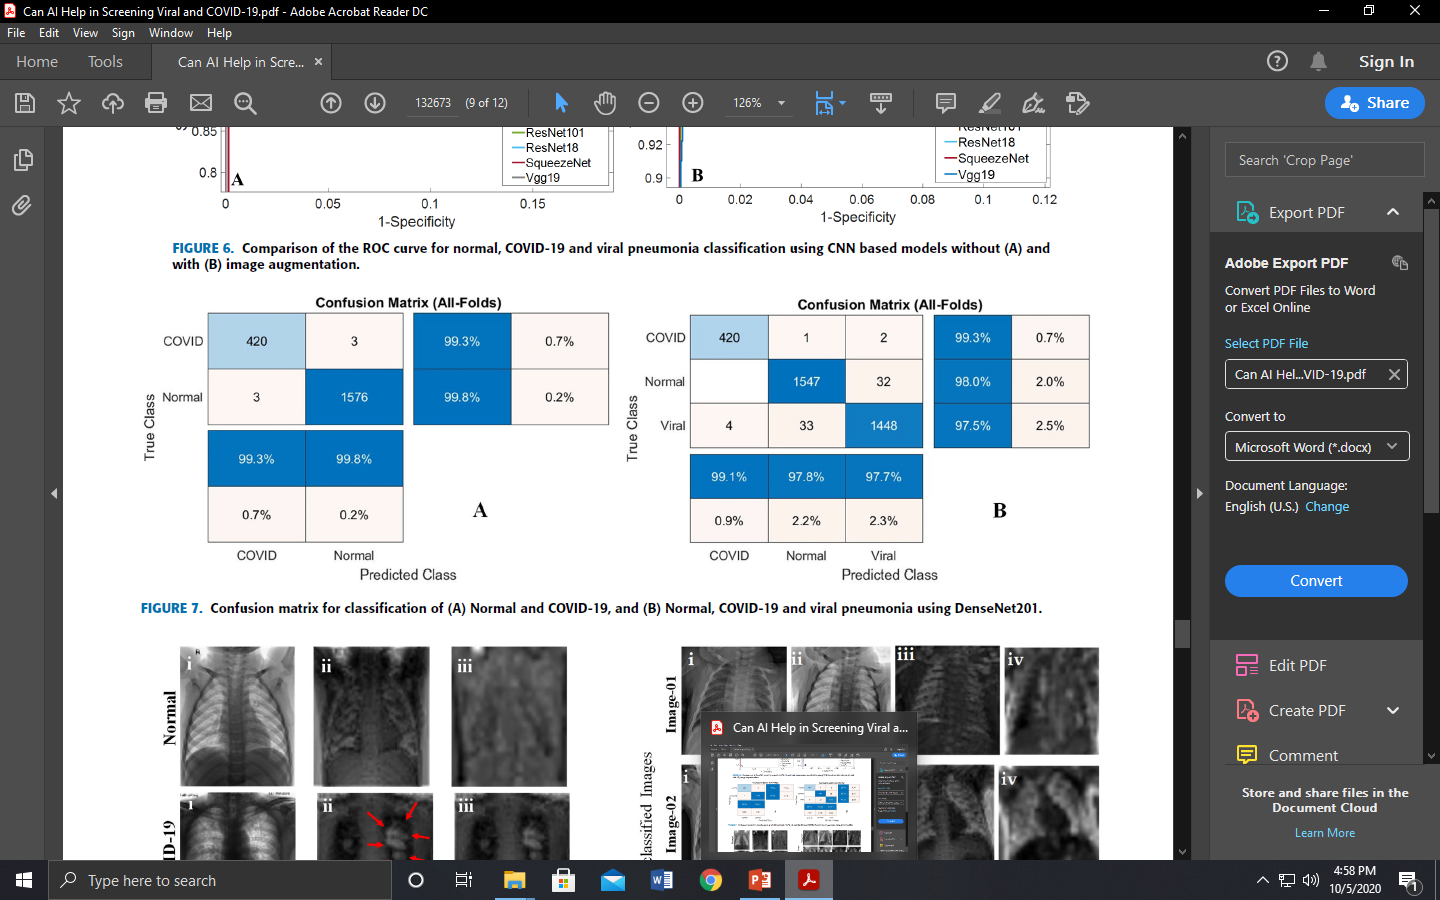 Can AI Help in Screening Viral and COVID-19.pdf - Adobe Acrobat Reader DC
File Edit View Sign Window Help
Home Tools Can AI Help in Scre... × Sign In
132673 (9 of 12) 126% Share
0.85
0.8
A
0 0.05 0.1 0.15
1-Specificity
ResNet101
ResNet18
SqueezeNet
Vgg19
0.92
0.9
B
0 0.02 0.04 0.06 0.08 0.1 0.12
1-Specificity
ResNet101
ResNet18
SqueezeNet
Vgg19
FIGURE 6. Comparison of the ROC curve for normal, COVID-19 and viral pneumonia classification using CNN based models without (A) and
with (B) image augmentation.
Confusion Matrix (All-Folds)
True Class
COVID 420 3 99.3% 0.7%
Normal 3 1576 99.8% 0.2%
99.3% 99.8%
0.7% 0.2%
A
COVID Normal
Predicted Class
Confusion Matrix (All-Folds)
True Class
COVID 420 1 2 99.3% 0.7%
Normal 1547 32 98.0% 2.0%
Viral 4 33 1448 97.5% 2.5%
99.1% 97.8% 97.7%
0.9% 2.2% 2.3%
B
COVID Normal Viral
Predicted Class
FIGURE 7. Confusion matrix for classification of (A) Normal and COVID-19, and (B) Normal, COVID-19 and viral pneumonia using DenseNet201.
Normal
i ii iii
ID-19
i ii iii
classified Images
Image-01
i ii iii iv
Image-02
i iv
Can AI Help in Screening Viral a...
Search 'Crop Page'
Export PDF
Adobe Export PDF
Convert PDF Files to Word
or Excel Online
Select PDF File
Can AI Hel...VID-19.pdf
Convert to
Microsoft Word (*.docx)
Document Language:
English (U.S.) Change
Convert
Edit PDF
Create PDF
Comment
Store and share files in the
Document Cloud
Learn More
Type here to search
4:58 PM
10/5/2020
1